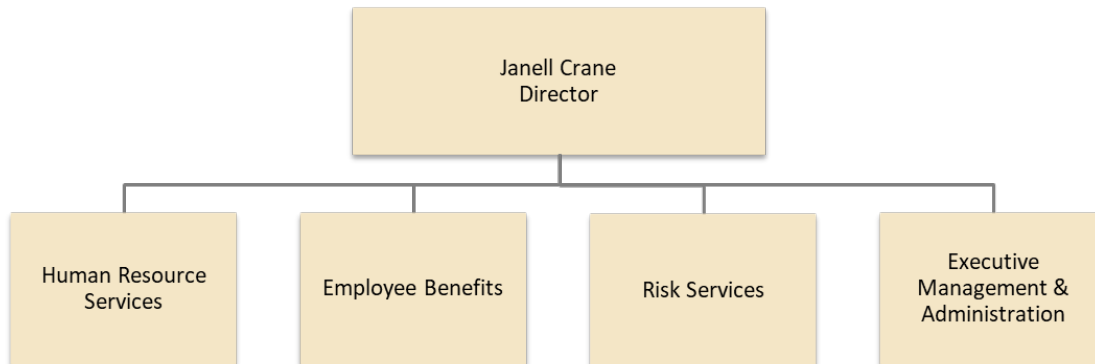 Janell Crane
Director
Human Resource
Services
Employee Benefits
Risk Services
Executive
Management &
Administration